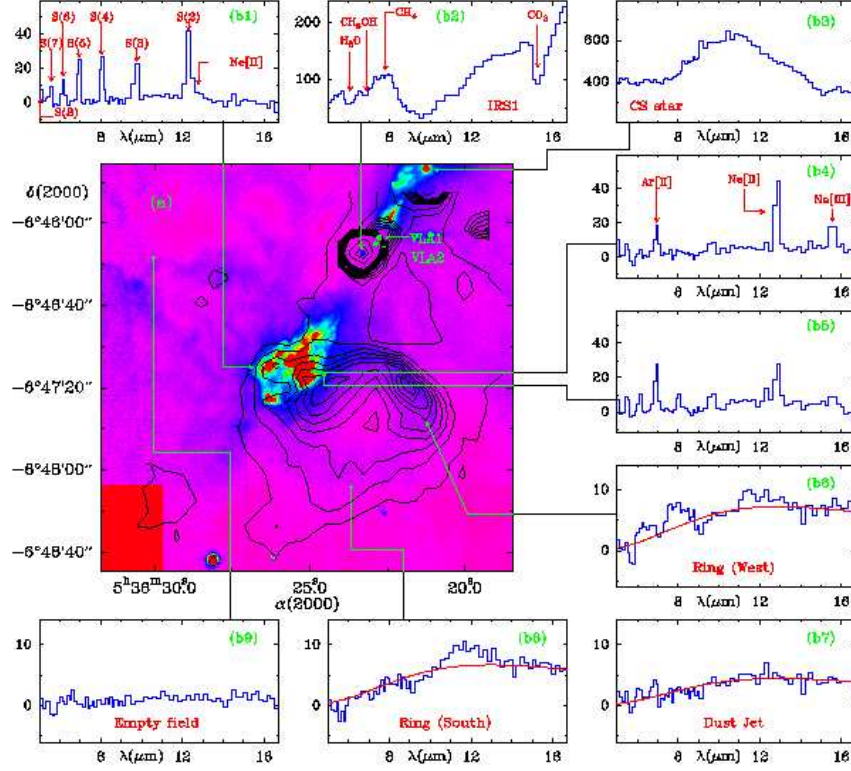 (b1)
S(6) S(4) S(2)
S(7) S(5) S(3)
Ne[II]
S(8)
40
20
0
8 λ(μm) 12 16
(b2)
CH₃OH CH₄ CO₂
H₂O
IRS1
200
100
8 λ(μm) 12 16
(b3)
CS star
600
400
200
8 λ(μm) 12 16
(a)
δ(2000)
−6°46′00″
−6°46′40″
−6°47′20″
−6°48′00″
−6°48′40″
VLA1
VLA2
5ʰ36ᵐ30.ˢ0 25.ˢ 20.ˢ0
α(2000)
(b4)
Ar[II] Ne[II] Ne[III]
40
20
0
8 λ(μm) 12 16
(b5)
40
20
0
8 λ(μm) 12 16
(b6)
10
0
Ring (West)
8 λ(μm) 12 16
(b9)
10
0
Empty field
8 λ(μm) 12 16
(b8)
10
0
Ring (South)
8 λ(μm) 12 16
(b7)
10
0
Dust Jet
8 λ(μm) 12 16